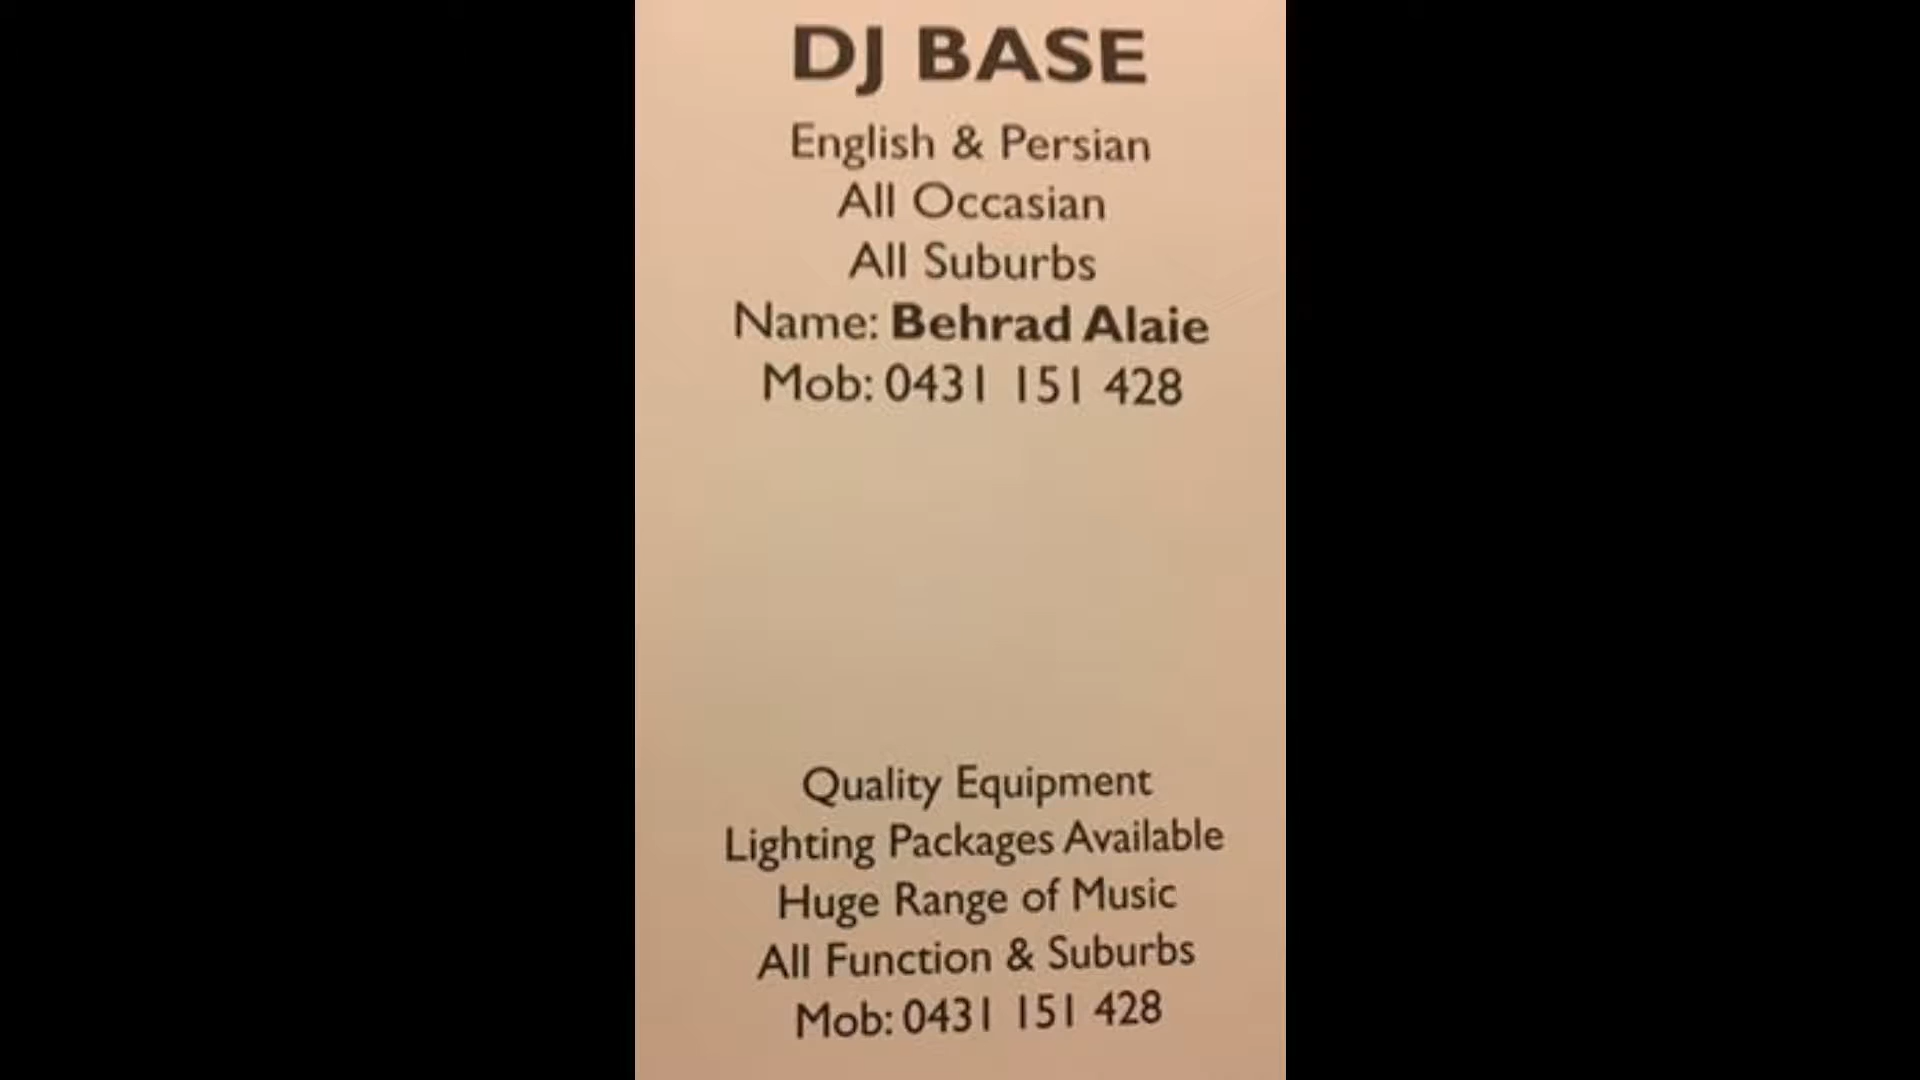 DJ BASE
English & Persian
All Occasian
All Suburbs
Name: Behrad Alaie
Mob: 0431 151 428
Quality Equipment
Lighting Packages Available
Huge Range of Music
All Function & Suburbs
Mob: 0431 151 428